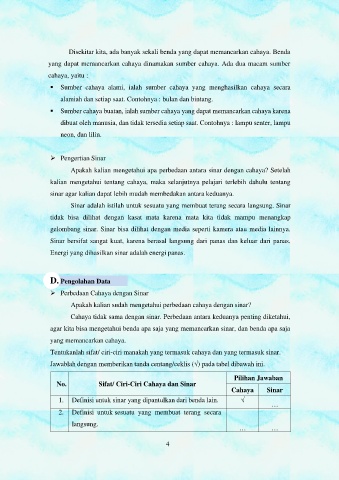 Disekitar kita, ada banyak sekali benda yang dapat memancarkan cahaya. Benda
yang dapat memancarkan cahaya dinamakan sumber cahaya. Ada dua macam sumber
cahaya, yaitu :
• Sumber cahaya alami, ialah sumber cahaya yang menghasilkan cahaya secara
alamiah dan setiap saat. Contohnya : bulan dan bintang.
• Sumber cahaya buatan, ialah sumber cahaya yang dapat memancarkan cahaya karena
dibuat oleh manusia, dan tidak tersedia setiap saat. Contohnya : lampu senter, lampu
neon, dan lilin.
➢ Pengertian Sinar
Apakah kalian mengetahui apa perbedaan antara sinar dengan cahaya? Setelah
kalian mengetahui tentang cahaya, maka selanjutnya pelajari terlebih dahulu tentang
sinar agar kalian dapat lebih mudah membedakan antara keduanya.
Sinar adalah istilah untuk sesuatu yang membuat terang secara langsung. Sinar
tidak bisa dilihat dengan kasat mata karena mata kita tidak mampu menangkap
gelombang sinar. Sinar bisa dilihat dengan media seperti kamera atau media lainnya.
Sinar bersifat sangat kuat, karena berasal langsung dari panas dan keluar dari panas.
Energi yang dihasilkan sinar adalah energi panas.
D. Pengolahan Data
➢ Perbedaan Cahaya dengan Sinar
Apakah kalian sudah mengetahui perbedaan cahaya dengan sinar?
Cahaya tidak sama dengan sinar. Perbedaan antara keduanya penting diketahui,
agar kita bisa mengetahui benda apa saja yang memancarkan sinar, dan benda apa saja
yang memancarkan cahaya.
Tentukanlah sifat/ ciri-ciri manakah yang termasuk cahaya dan yang termasuk sinar.
Jawablah dengan memberikan tanda centang/ceklis (√) pada tabel dibawah ini.
No. Sifat/ Ciri-Ciri Cahaya dan Sinar Pilihan Jawaban
Cahaya Sinar
1. Definisi untuk sinar yang dipantulkan dari benda lain. √ ...
2. Definisi untuk sesuatu yang membuat terang secara
langsung. ... ...
4